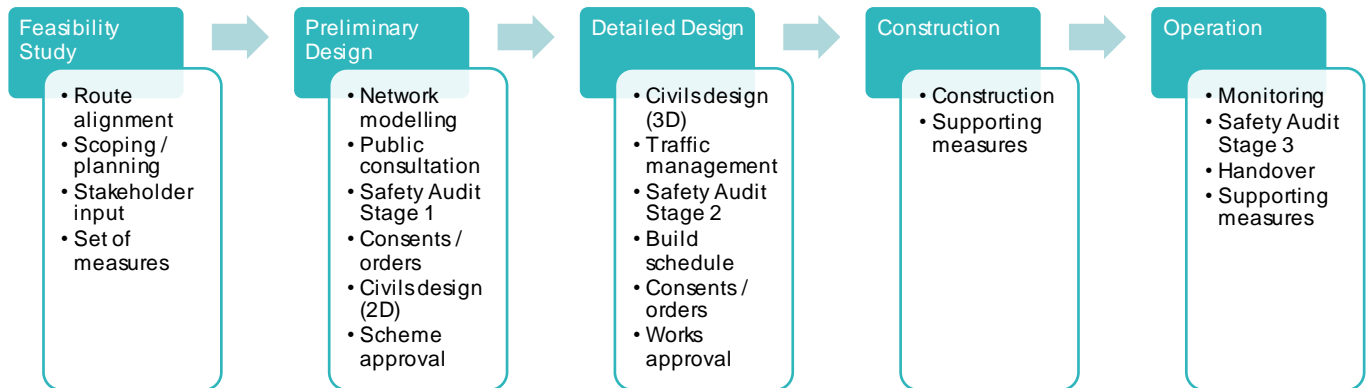 Feasibility
Study
• Route
alignment
• Scoping /
planning
• Stakeholder
input
• Set of
measures
Preliminary
Design
• Network
modelling
• Public
consultation
• Safety Audit
Stage 1
• Consents /
orders
• Civils design
(2D)
• Scheme
approval
Detailed Design
• Civils design
(3D)
• Traffic
management
• Safety Audit
Stage 2
• Build
schedule
• Consents /
orders
• Works
approval
Construction
• Construction
• Supporting
measures
Operation
• Monitoring
• Safety Audit
Stage 3
• Handover
• Supporting
measures